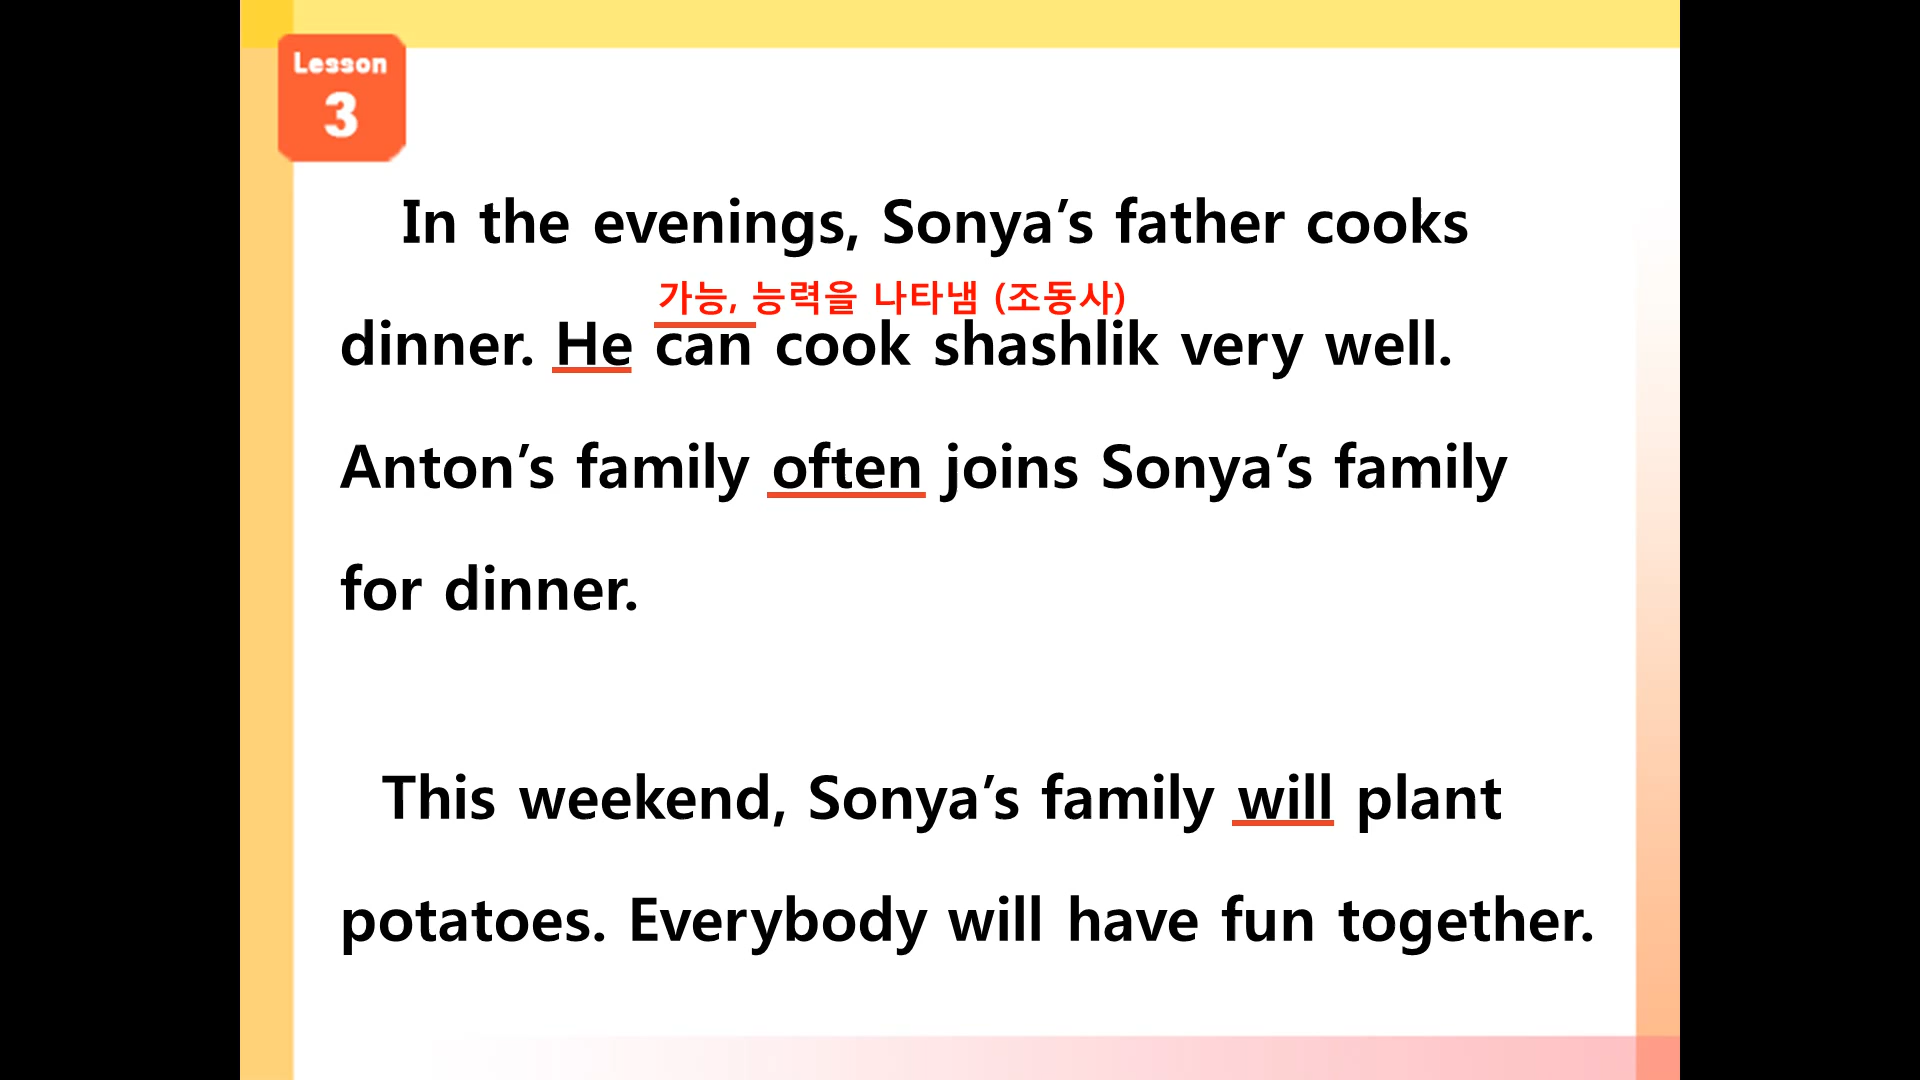 Lesson
3
In the evenings, Sonya’s father cooks
가능, 능력을 나타냄 (조동사)
dinner. He can cook shashlik very well.
Anton’s family often joins Sonya’s family
for dinner.
This weekend, Sonya’s family will plant
potatoes. Everybody will have fun together.